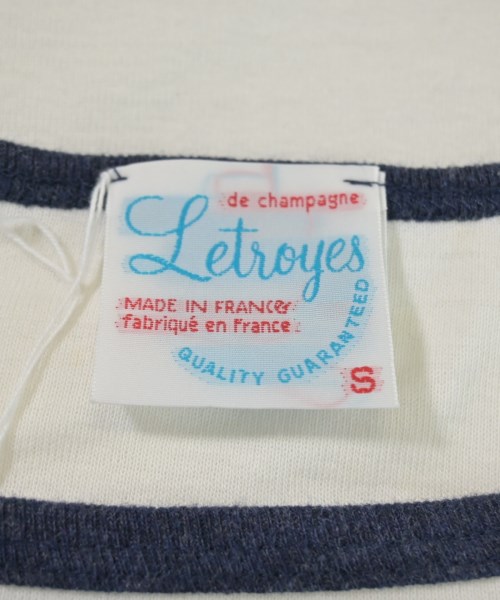 de champagne
Letroyes
MADE IN FRANCE
fabriqué en France
QUALITY GUARANTEED
S